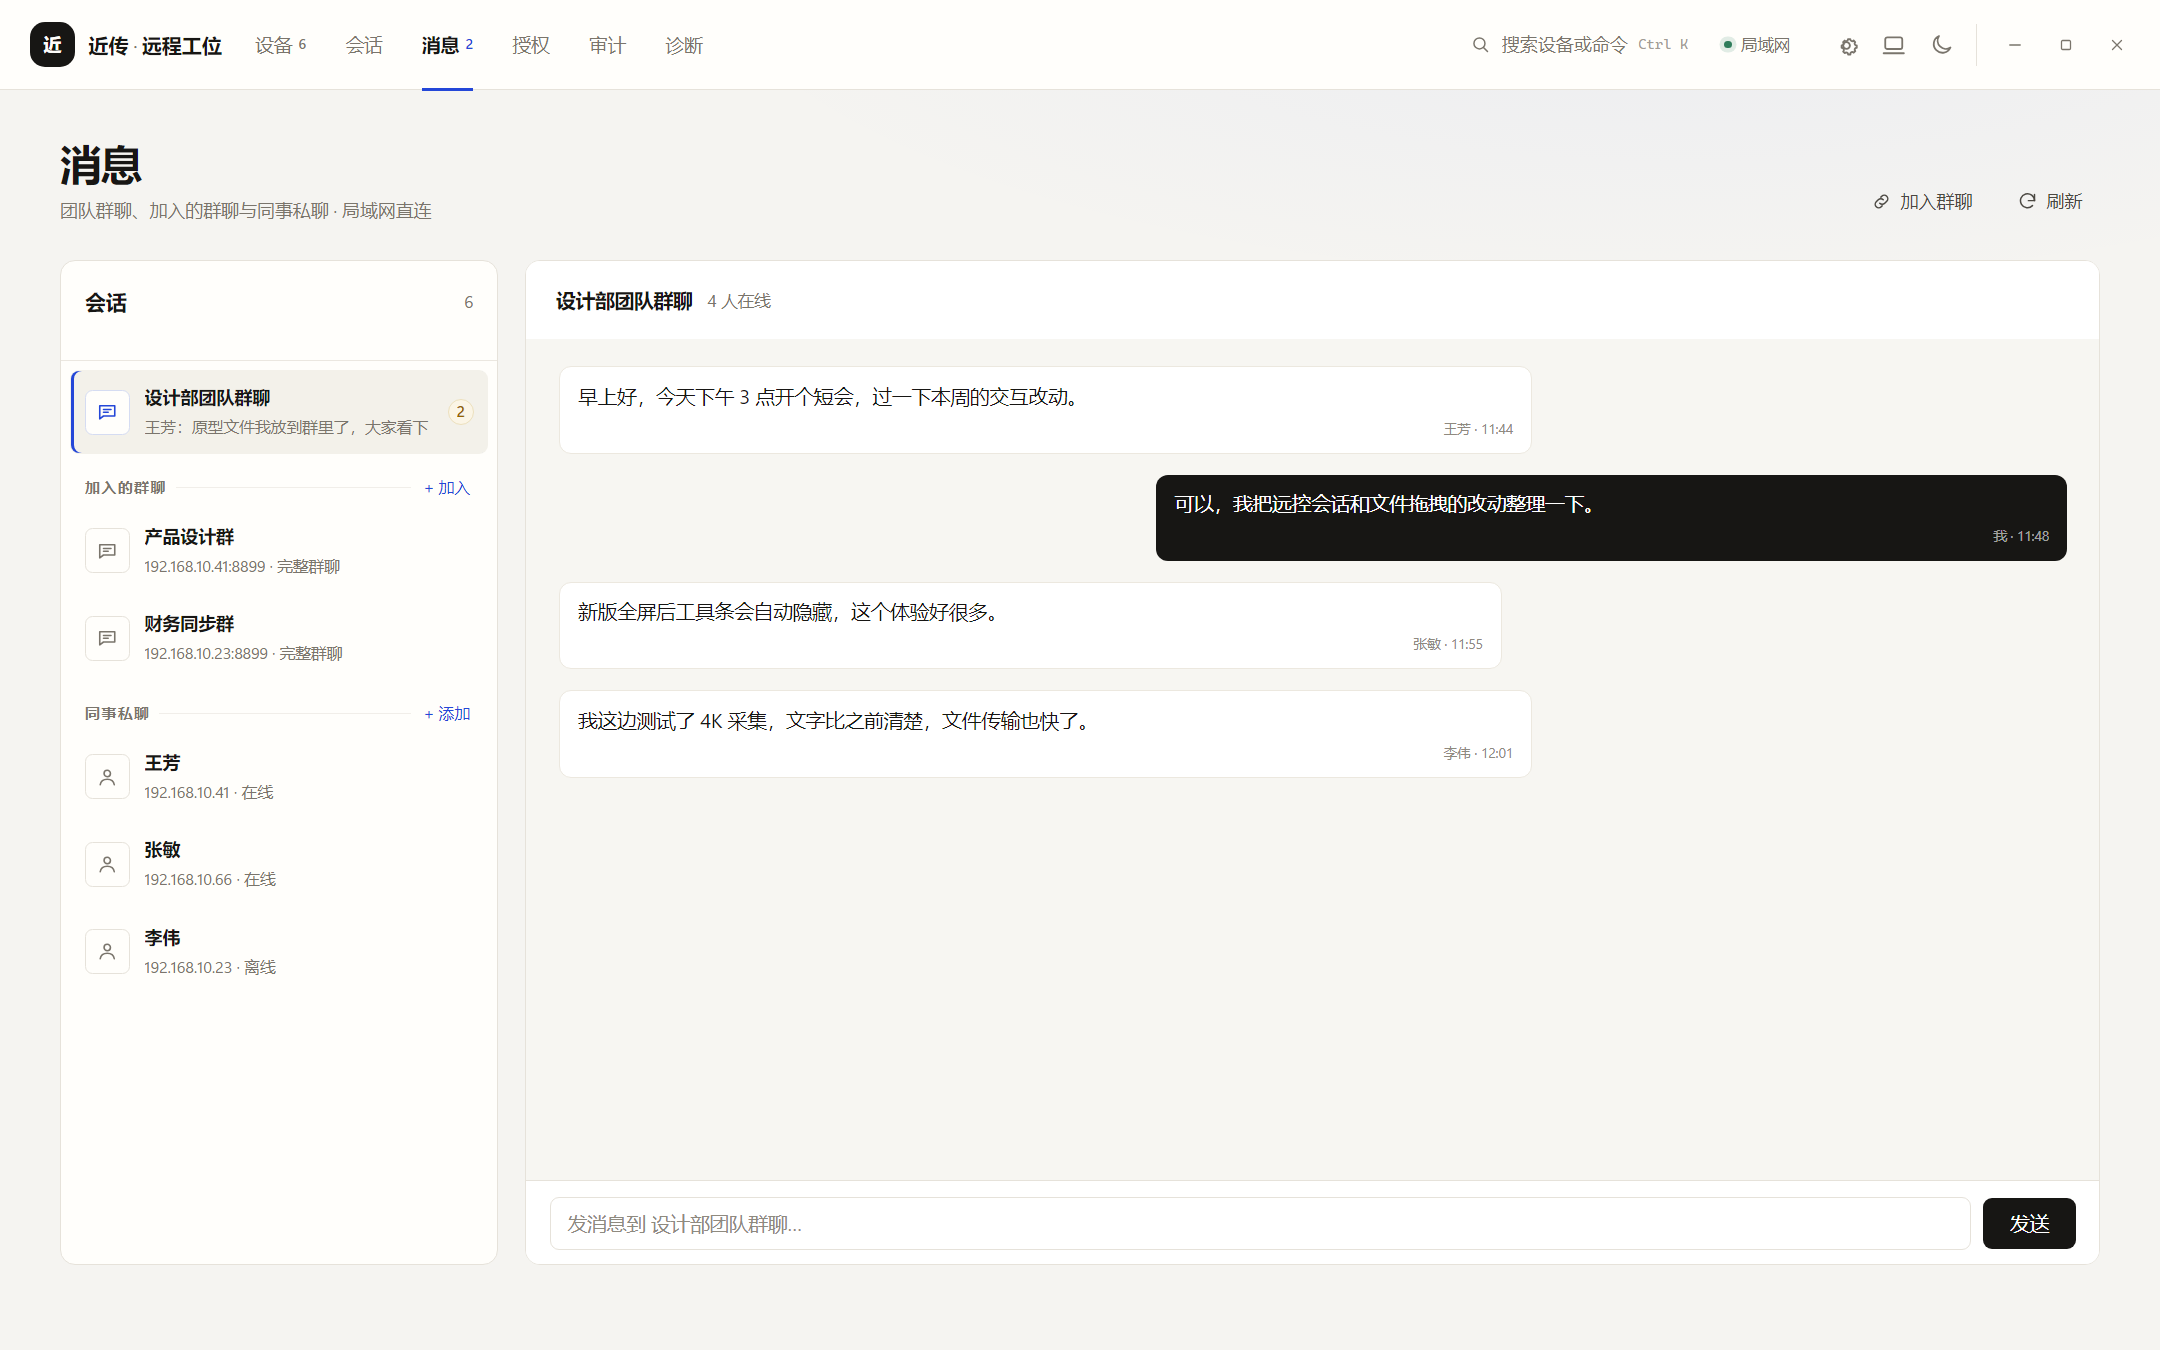 近 近传 · 远程工位 设备 6 会话 消息 2 授权 审计 诊断 搜索设备或命令 Ctrl K 局域网
消息
团队群聊、加入的群聊与同事私聊 · 局域网直连
加入群聊 刷新
会话 6
设计部团队群聊
王芳：原型文件我放到群里了，大家看下
2
加入的群聊 + 加入
产品设计群
192.168.10.41:8899 · 完整群聊
财务同步群
192.168.10.23:8899 · 完整群聊
同事私聊 + 添加
王芳
192.168.10.41 · 在线
张敏
192.168.10.66 · 在线
李伟
192.168.10.23 · 离线
设计部团队群聊 4 人在线
早上好，今天下午 3 点开个短会，过一下本周的交互改动。
王芳 · 11:44
可以，我把远控会话和文件拖拽的改动整理一下。
我 · 11:48
新版全屏后工具条会自动隐藏，这个体验好很多。
张敏 · 11:55
我这边测试了 4K 采集，文字比之前清楚，文件传输也快了。
李伟 · 12:01
发消息到 设计部团队群聊...
发送